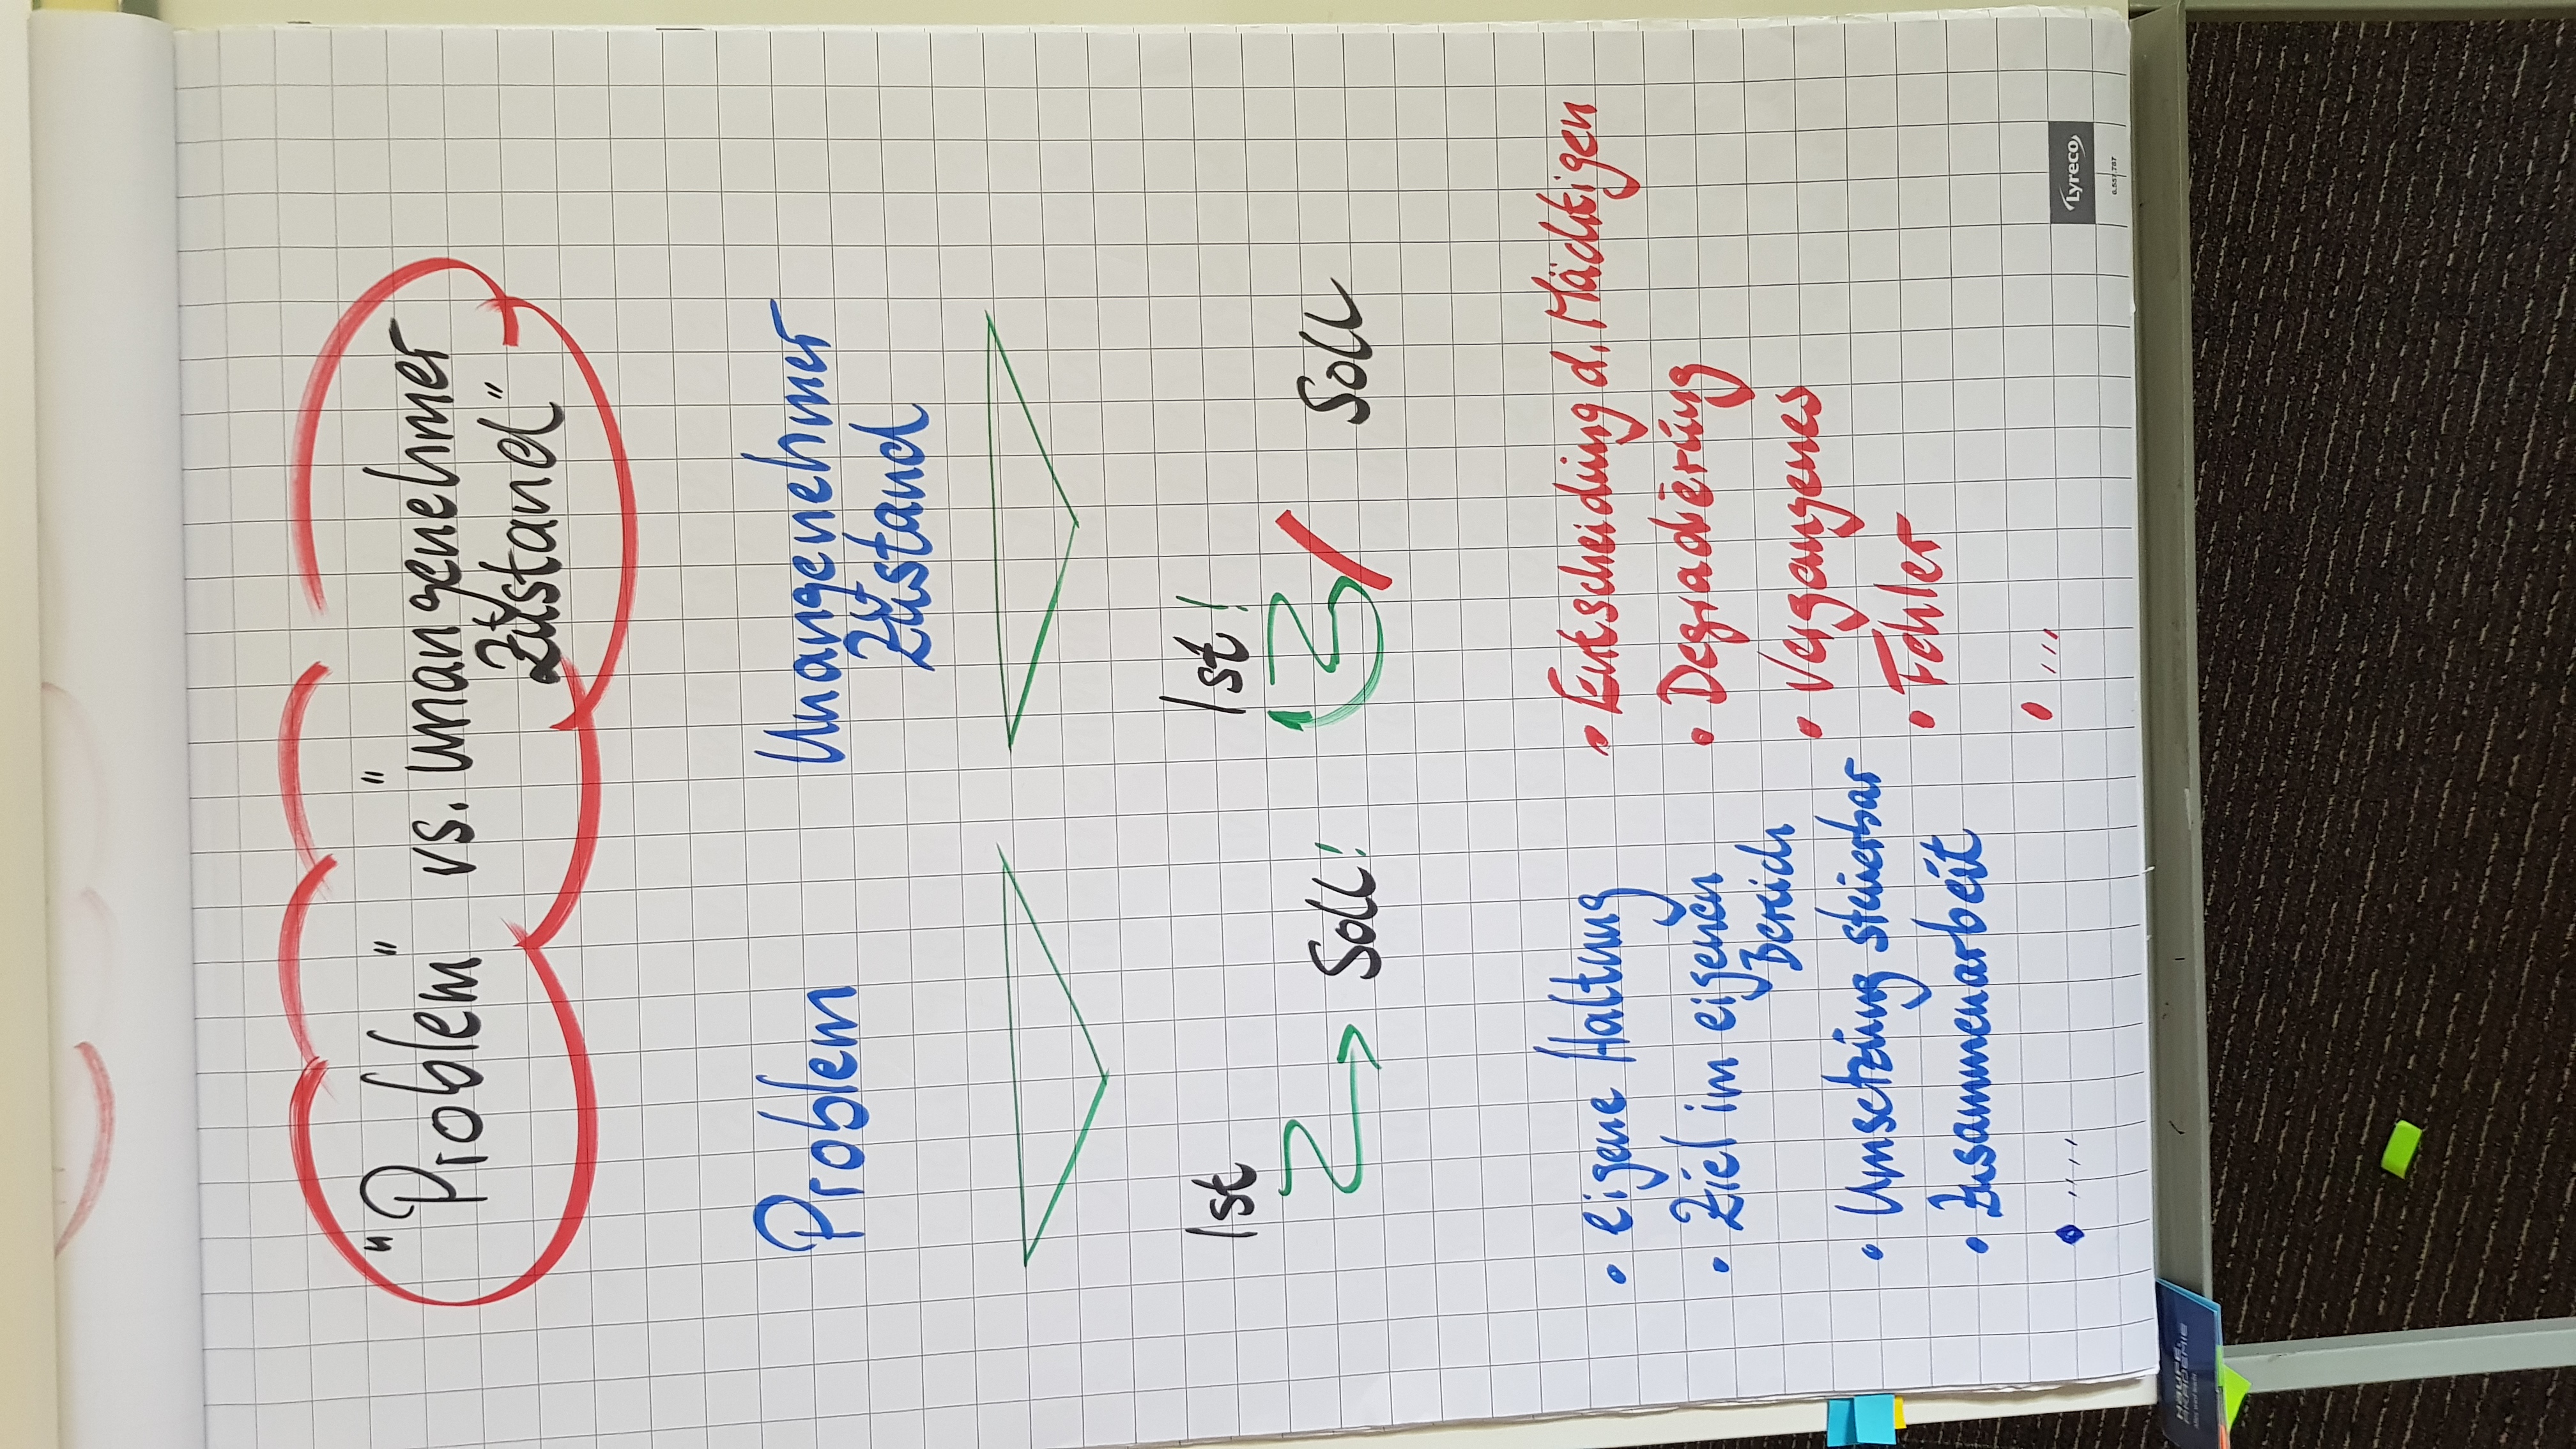 "Problem" vs. "unangenehmer
Zustand"
Problem
Unangenehmer
Zustand
Ist
Soll!
Ist!
Soll
• eigene Haltung
• Ziel im eigenen
Bereich
• Umsetzung steuerbar
• Zusammenarbeit
• ....
• Entscheidung d. Mächtigen
• Degradierung
• Vergangenes
• Fehler
• ...
Lyreco
6.557.787
HAUFE.
AKADEMIE